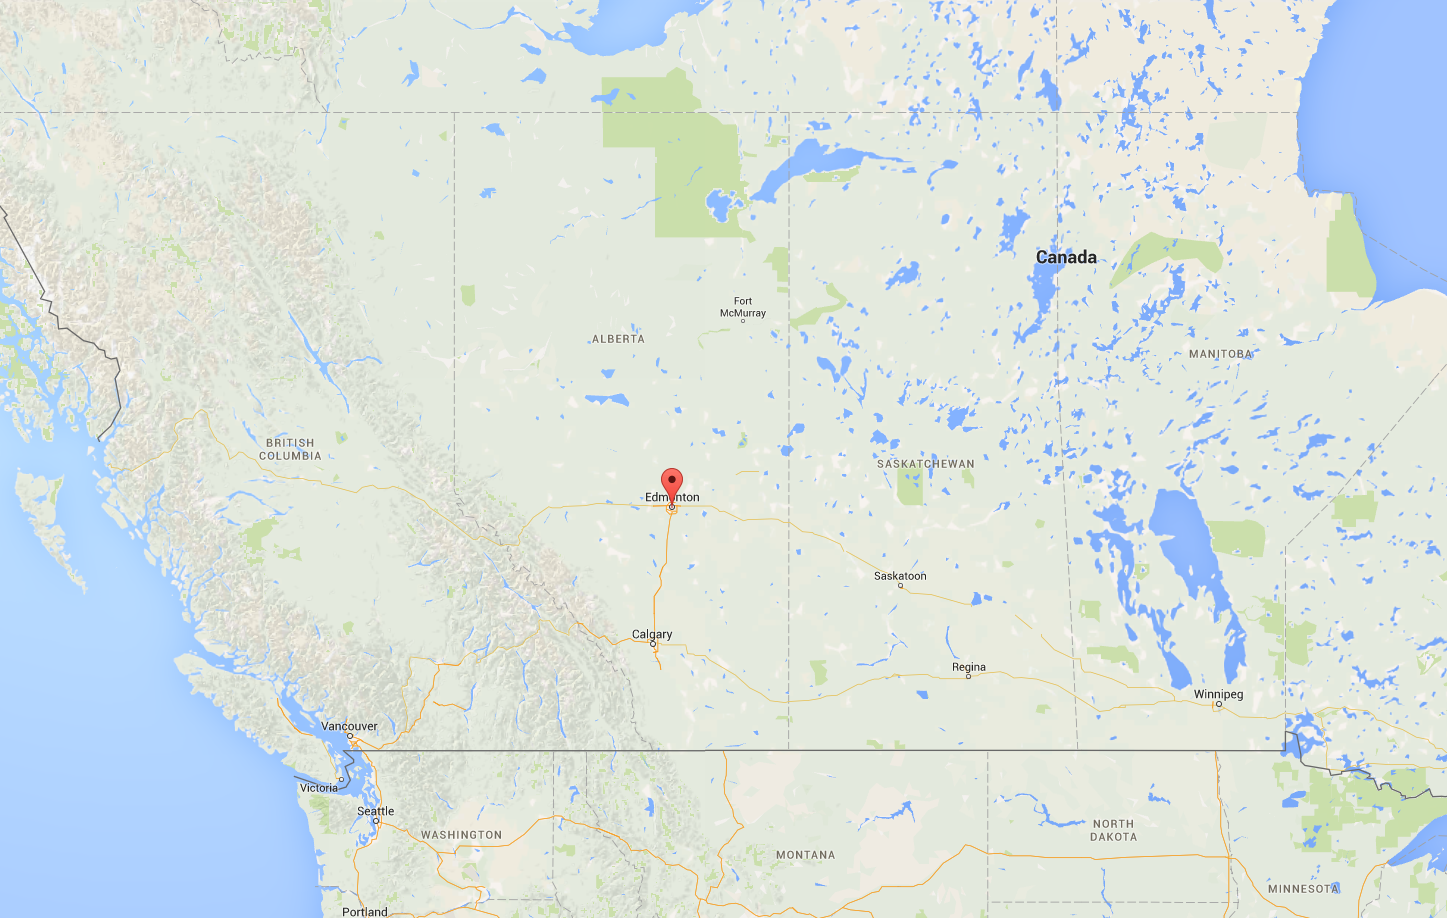 Canada
Fort
McMurray
ALBERTA
MANITOBA
BRITISH
COLUMBIA
SASKATCHEWAN
Edmonton
Saskatoon
Calgary
Regina
Winnipeg
Vancouver
Victoria
Seattle
WASHINGTON
NORTH
DAKOTA
MONTANA
MINNESOTA
Portland